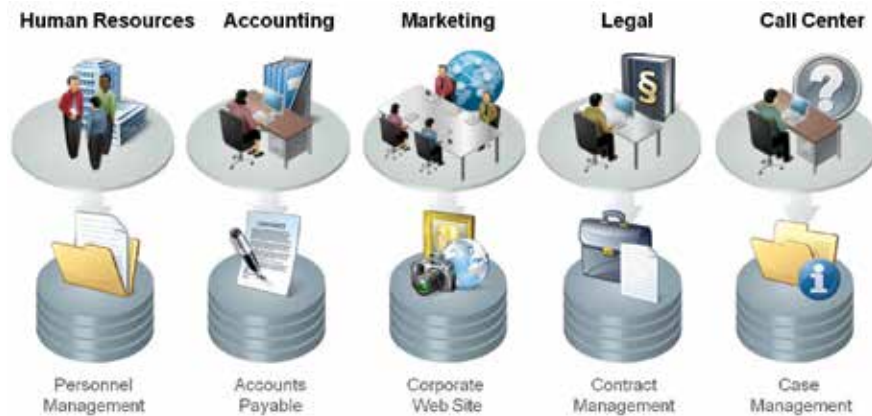 Human Resources
Accounting
Marketing
Legal
Call Center
§
?
i
Personnel
Management
Accounts
Payable
Corporate
Web Site
Contract
Management
Case
Management